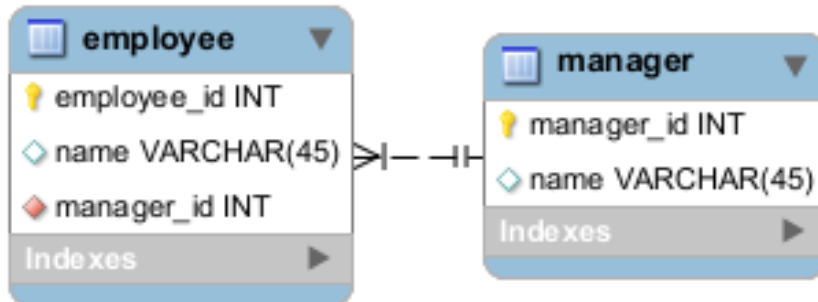 employee
employee_id INT
name VARCHAR(45)
manager_id INT
Indexes
manager
manager_id INT
name VARCHAR(45)
Indexes